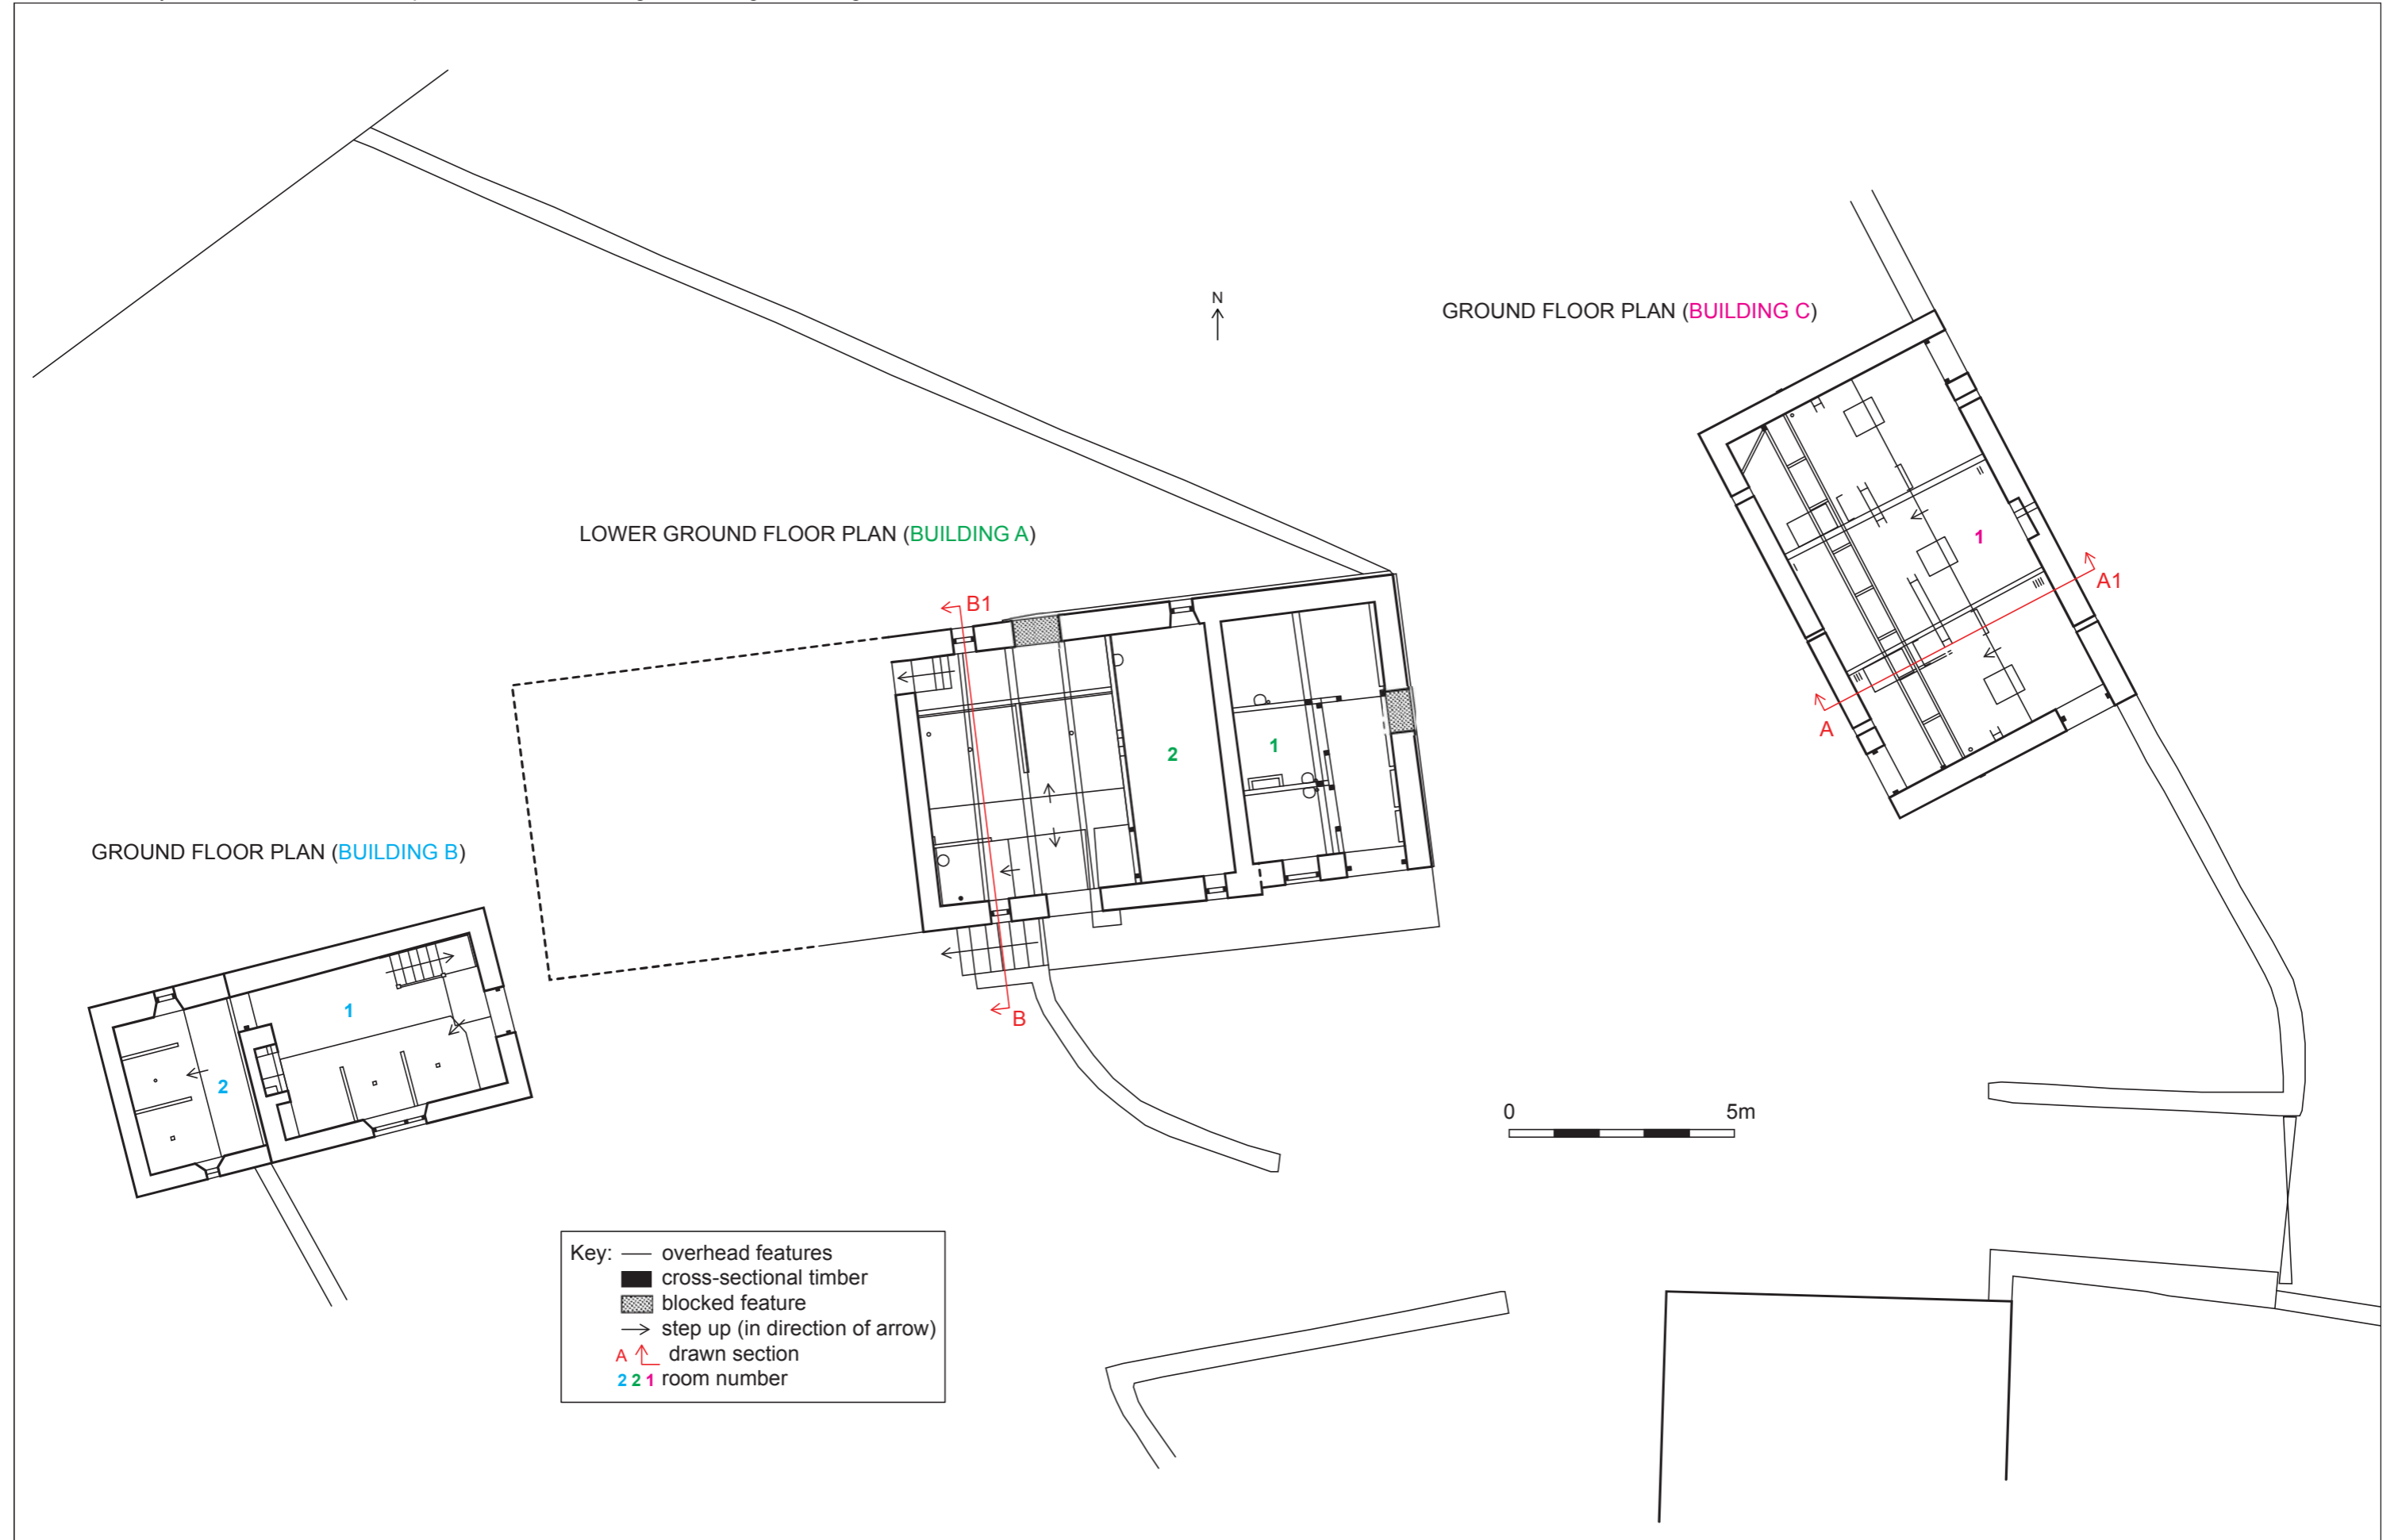 N
GROUND FLOOR PLAN (BUILDING C)
LOWER GROUND FLOOR PLAN (BUILDING A)
1
A1
B1
A
2
1
GROUND FLOOR PLAN (BUILDING B)
1
B
2
0 5m
Key: overhead features
cross-sectional timber
blocked feature
step up (in direction of arrow)
A drawn section
2 2 1 room number